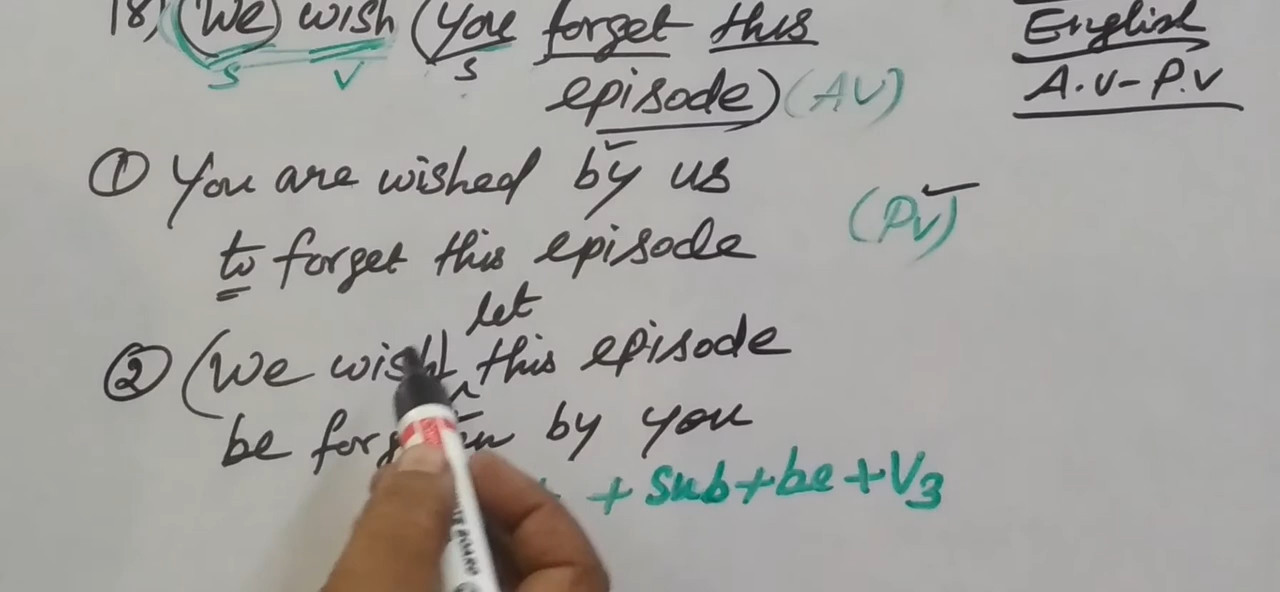 18) (We) wish (you forget this
S V S
episode) (AV)
English
A.V-P.V
① You are wished by us
to forget this episode
(PV)
let
② (We wish) this episode
be by you
+ sub+be+V3